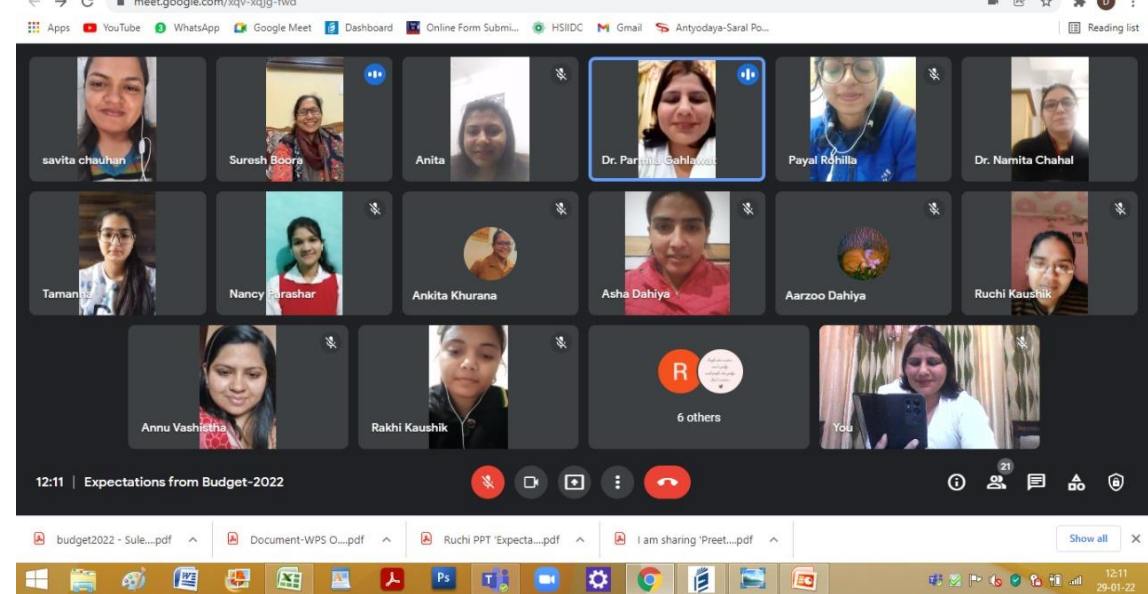 meet.google.com/xqv-xqjg-fwd
Apps YouTube WhatsApp Google Meet Dashboard Online Form Submi... HSIIDC Gmail Antyodaya-Saral Po... Reading list
savita chauhan Suresh Boora Anita Dr. Parmila Gahlawat Payal Rohilla Dr. Namita Chahal
Tamanna Nancy Parashar Ankita Khurana Asha Dahiya Aarzoo Dahiya Ruchi Kaushik
R
6 others
Annu Vashistha Rakhi Kaushik You
21
12:11 | Expectations from Budget-2022
budget2022 - Sule....pdf Document-WPS O....pdf Ruchi PPT 'Expecta....pdf I am sharing 'Preet....pdf Show all
Ps
12:11
29-01-22